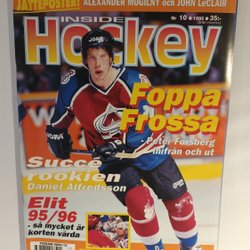 JÄTTEPOSTER! ALEXANDER MOGILNY och JOHN LeCLAIR
INSIDE
Nr 10 • 1995 • 35:-
Hockey
Foppa
Frossa
- Peter Forsberg
inifrån och ut
Succé
rookien
Daniel Alfredsson
Elit
95/96
- så mycket är
korten värda